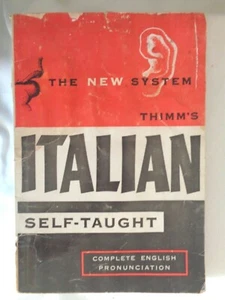 THE NEW SYSTEM
THIMM'S
ITALIAN
SELF-TAUGHT
COMPLETE ENGLISH
PRONUNCIATION